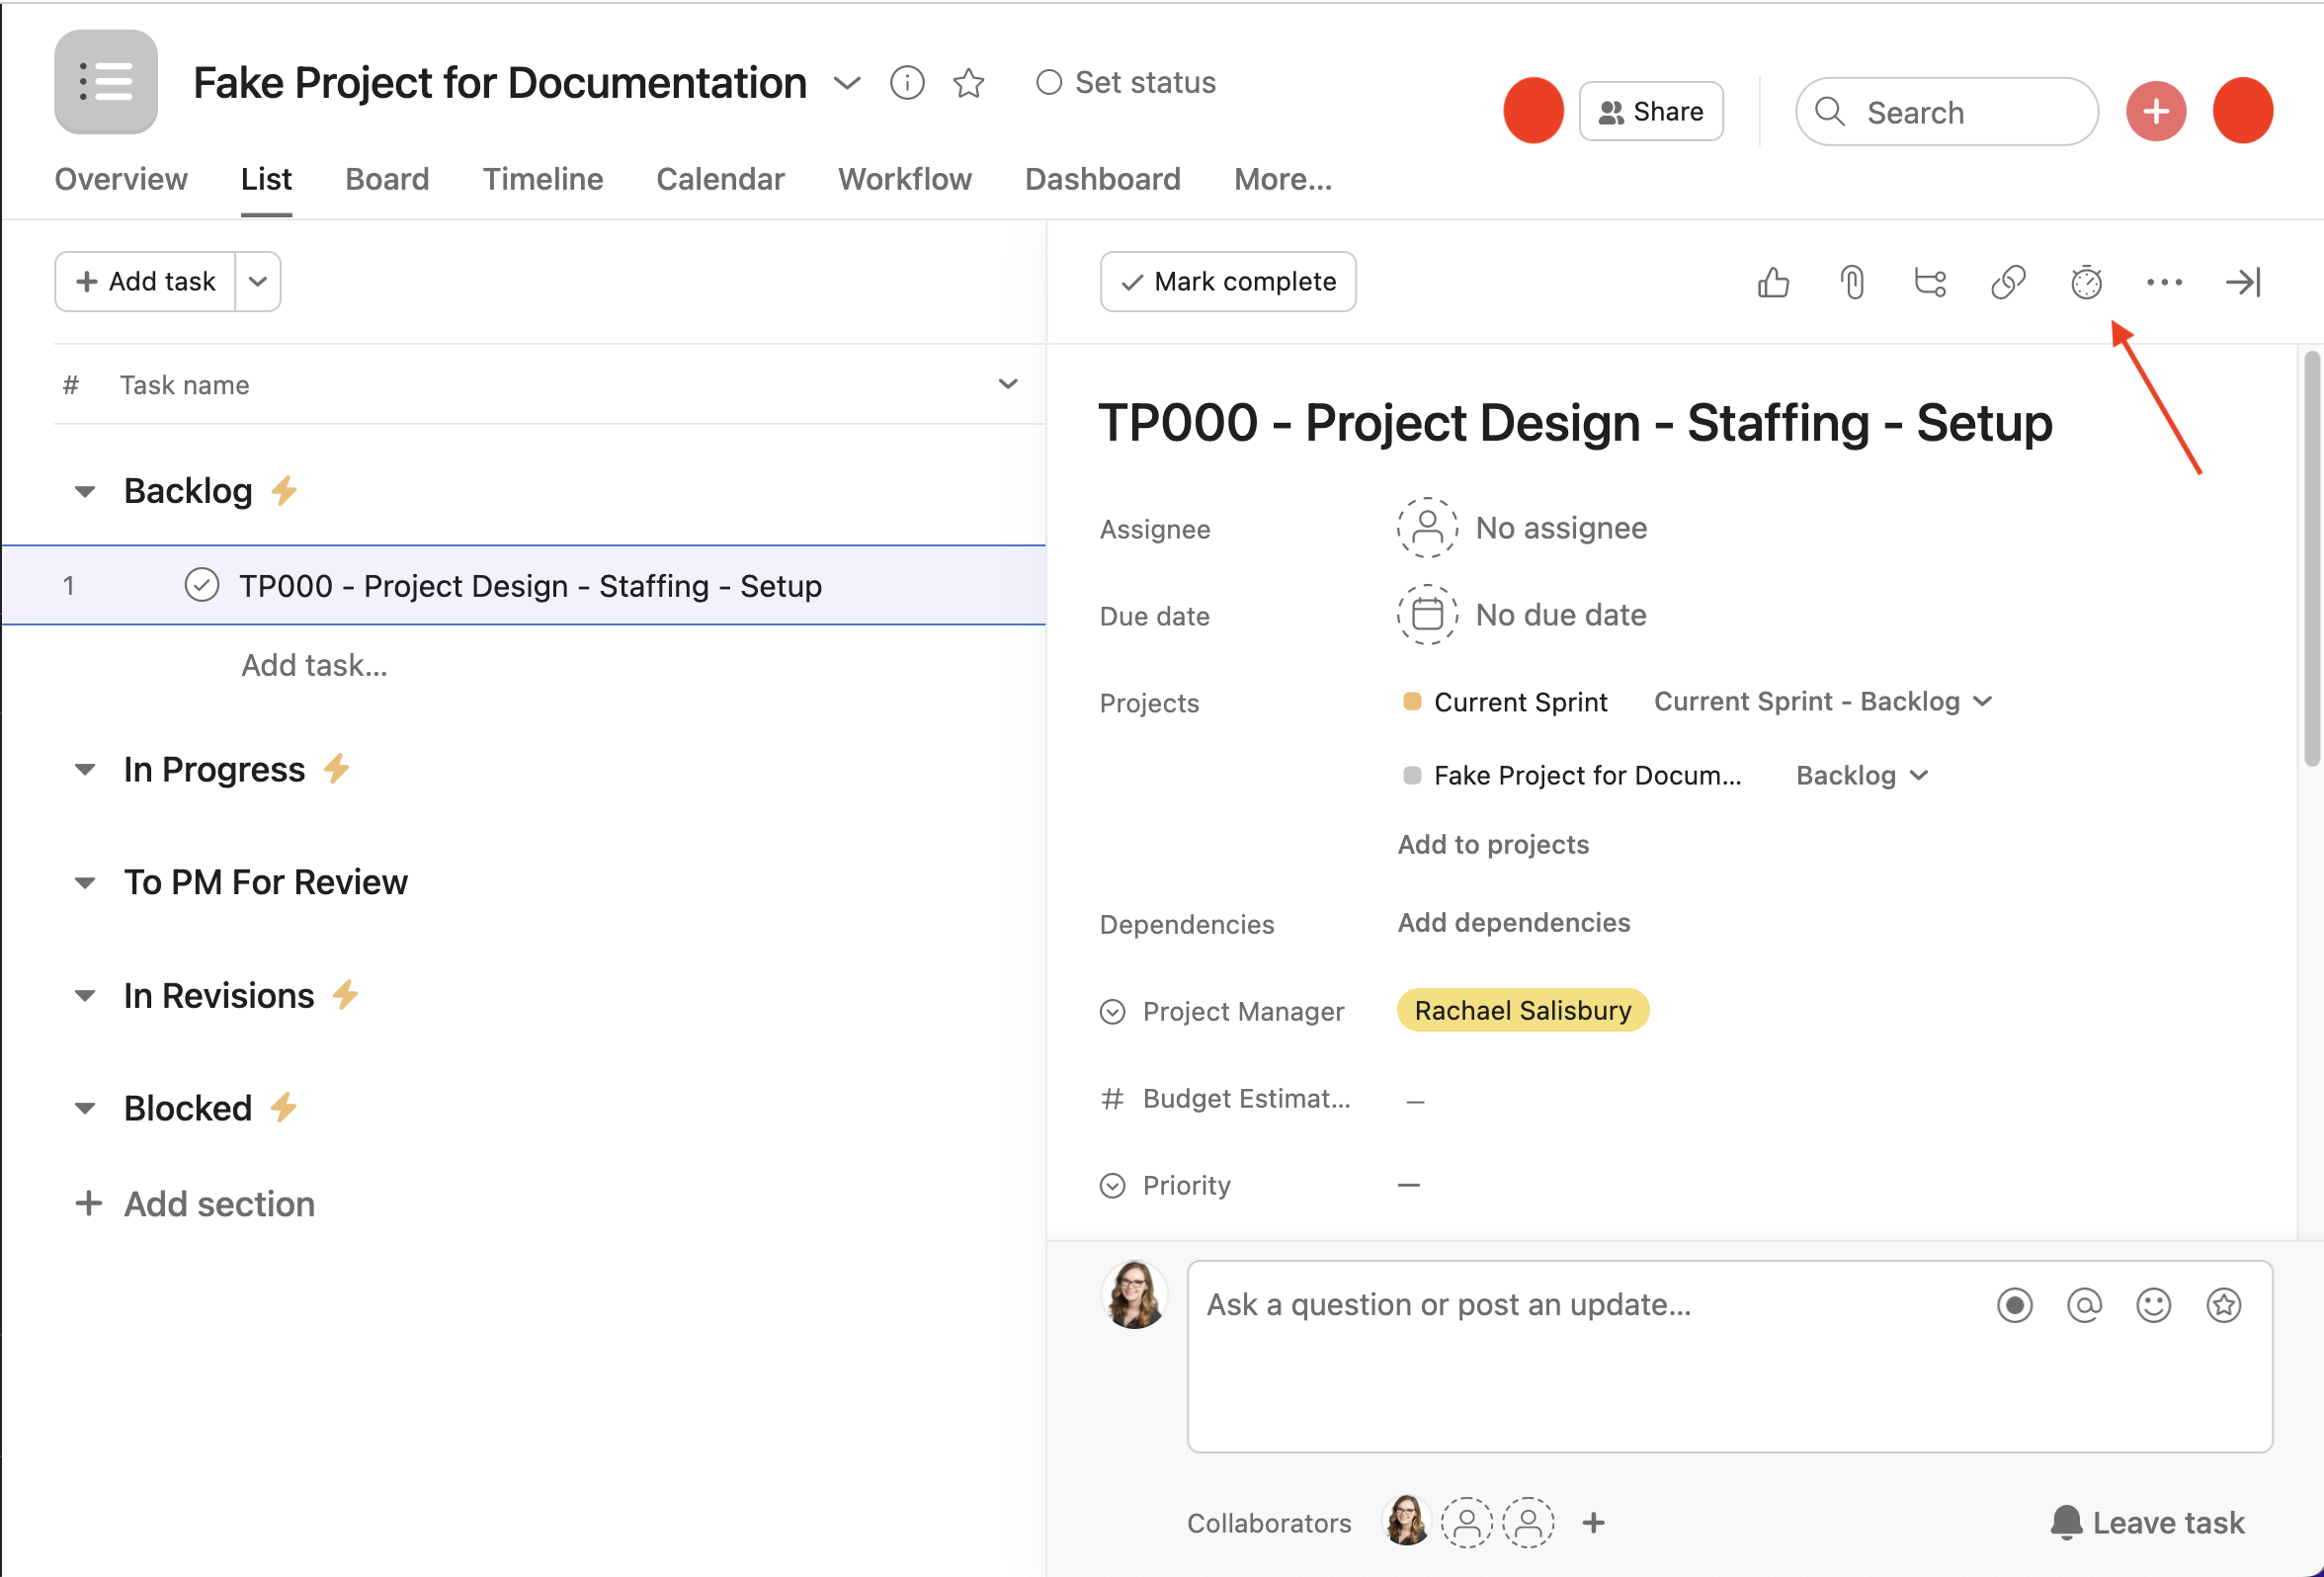 Fake Project for Documentation
Set status
Share
Search
Overview List Board Timeline Calendar Workflow Dashboard More...
Add task
# Task name
Backlog
1 TP000 - Project Design - Staffing - Setup
Add task...
In Progress
To PM For Review
In Revisions
Blocked
Add section
Mark complete
TP000 - Project Design - Staffing - Setup
Assignee No assignee
Due date No due date
Projects Current Sprint Current Sprint - Backlog
Fake Project for Docum... Backlog
Add to projects
Dependencies Add dependencies
Project Manager Rachael Salisbury
# Budget Estimat... —
Priority —
Ask a question or post an update...
Collaborators
Leave task